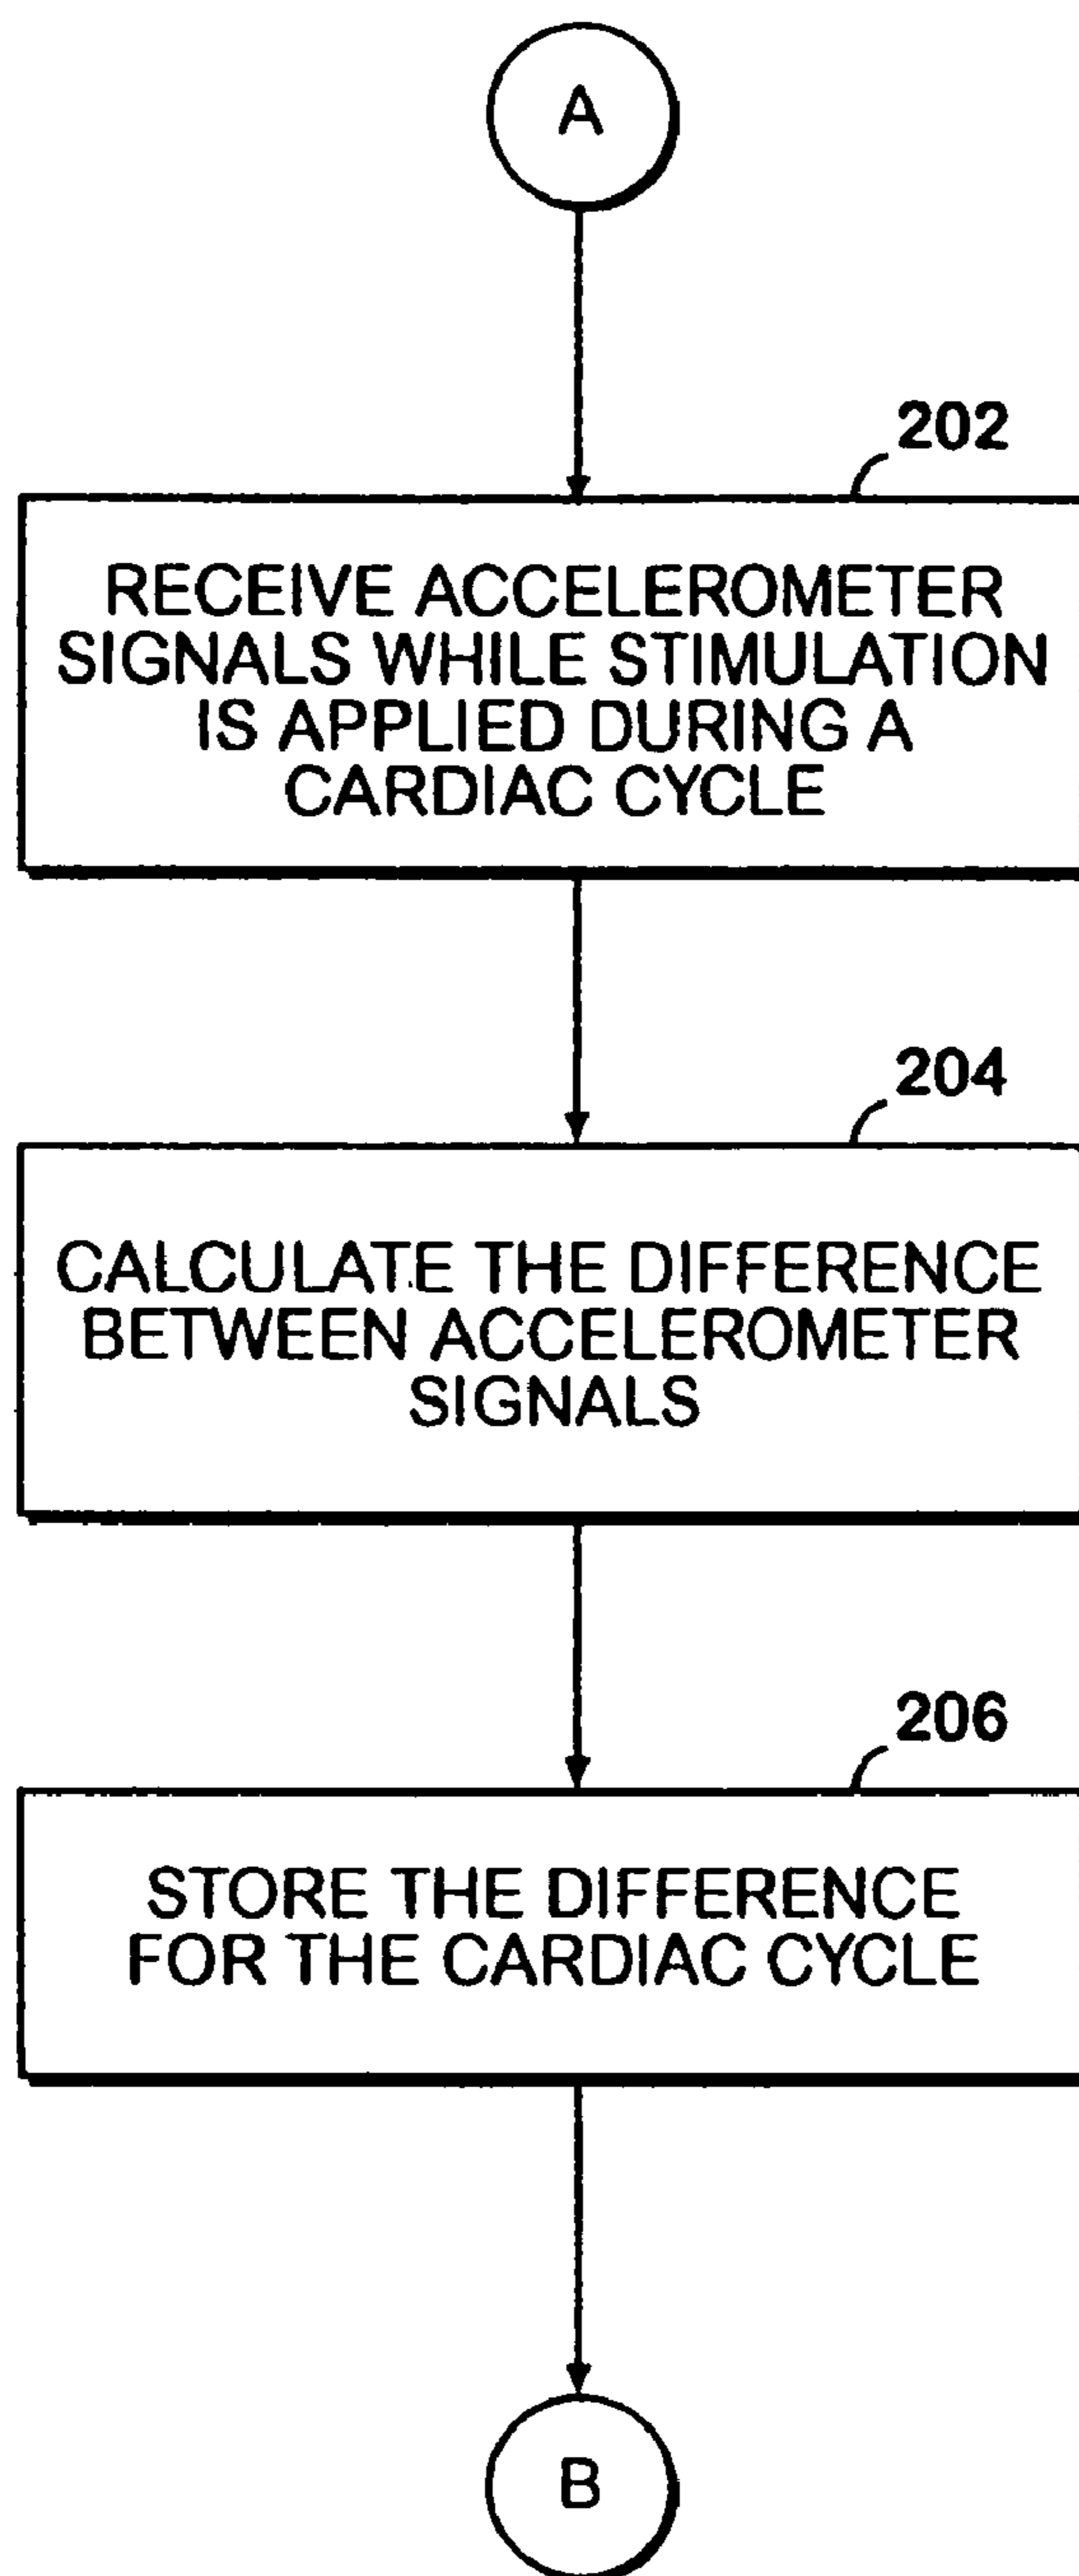 A
202
RECEIVE ACCELEROMETER
SIGNALS WHILE STIMULATION
IS APPLIED DURING A
CARDIAC CYCLE
204
CALCULATE THE DIFFERENCE
BETWEEN ACCELEROMETER
SIGNALS
206
STORE THE DIFFERENCE
FOR THE CARDIAC CYCLE
B